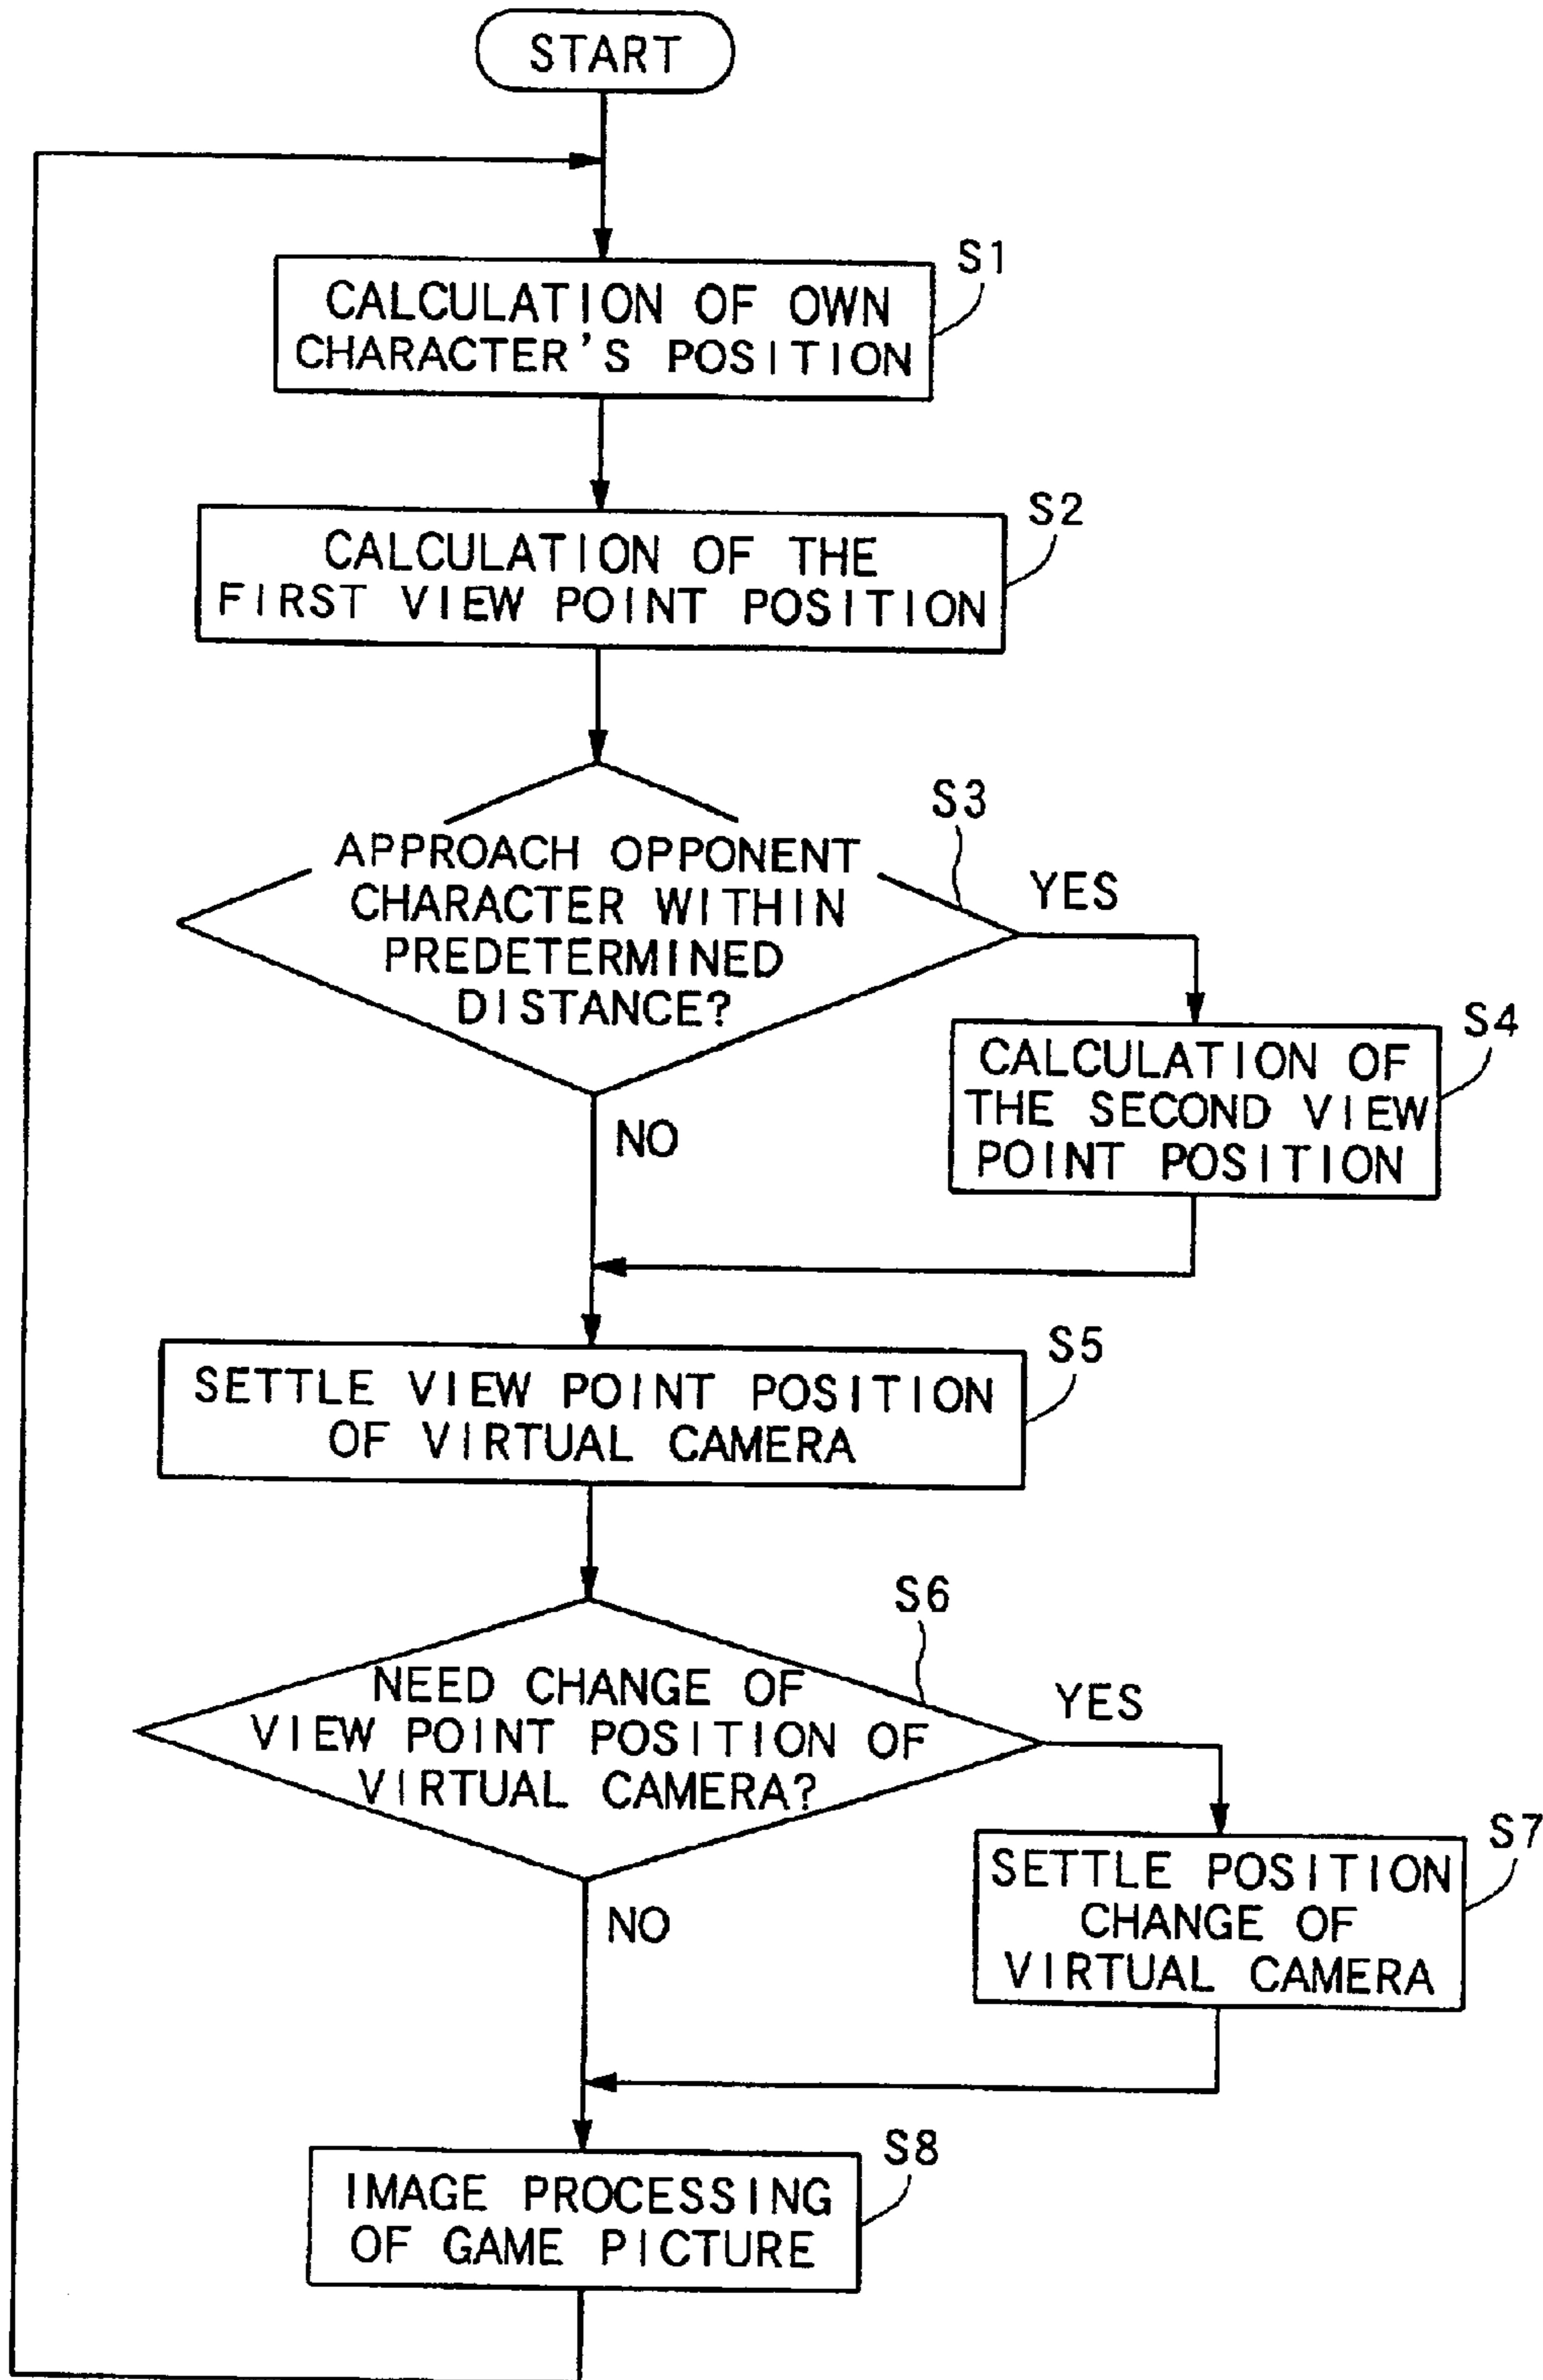 START
S1
CALCULATION OF OWN
CHARACTER'S POSITION
S2
CALCULATION OF THE
FIRST VIEW POINT POSITION
S3
APPROACH OPPONENT
CHARACTER WITHIN
PREDETERMINED
DISTANCE?
YES
S4
CALCULATION OF
THE SECOND VIEW
POINT POSITION
NO
S5
SETTLE VIEW POINT POSITION
OF VIRTUAL CAMERA
S6
NEED CHANGE OF
VIEW POINT POSITION OF
VIRTUAL CAMERA?
YES
S7
SETTLE POSITION
CHANGE OF
VIRTUAL CAMERA
NO
S8
IMAGE PROCESSING
OF GAME PICTURE